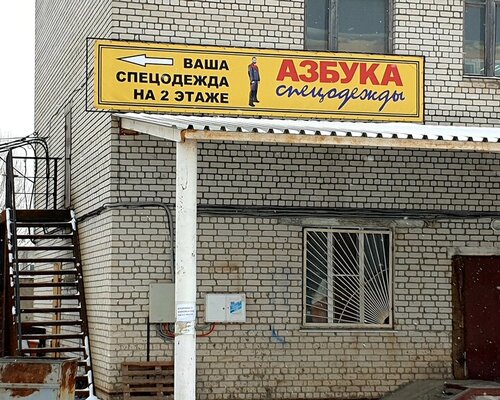 ВАША
СПЕЦОДЕЖДА
НА 2 ЭТАЖЕ
АЗБУКА
спецодежды